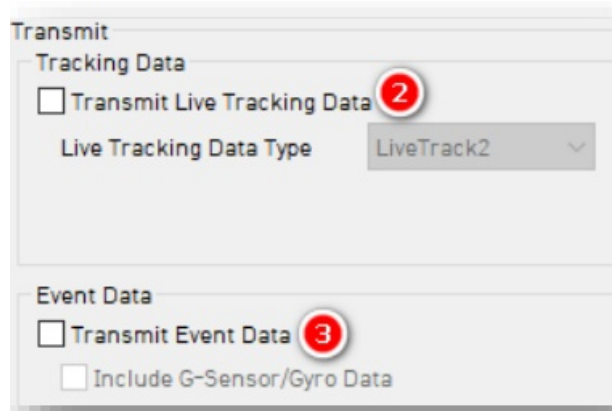 Transmit
Tracking Data
Transmit Live Tracking Data 2
Live Tracking Data Type LiveTrack2
Event Data
Transmit Event Data 3
Include G-Sensor/Gyro Data